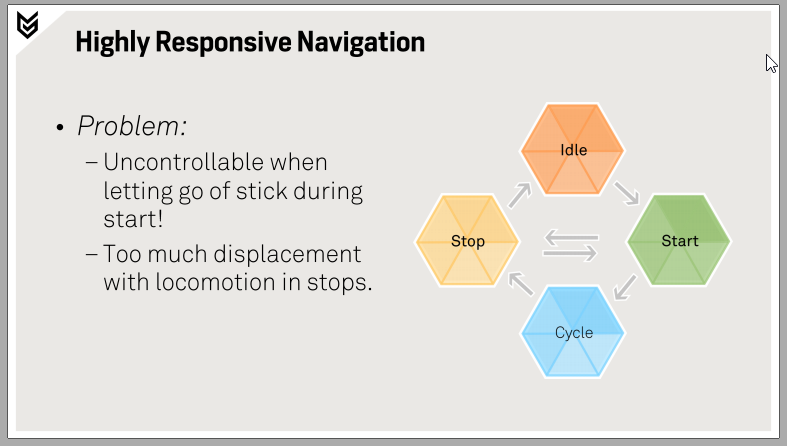 Highly Responsive Navigation
• Problem:
– Uncontrollable when
letting go of stick during
start!
– Too much displacement
with locomotion in stops.
Idle
Stop
Start
Cycle